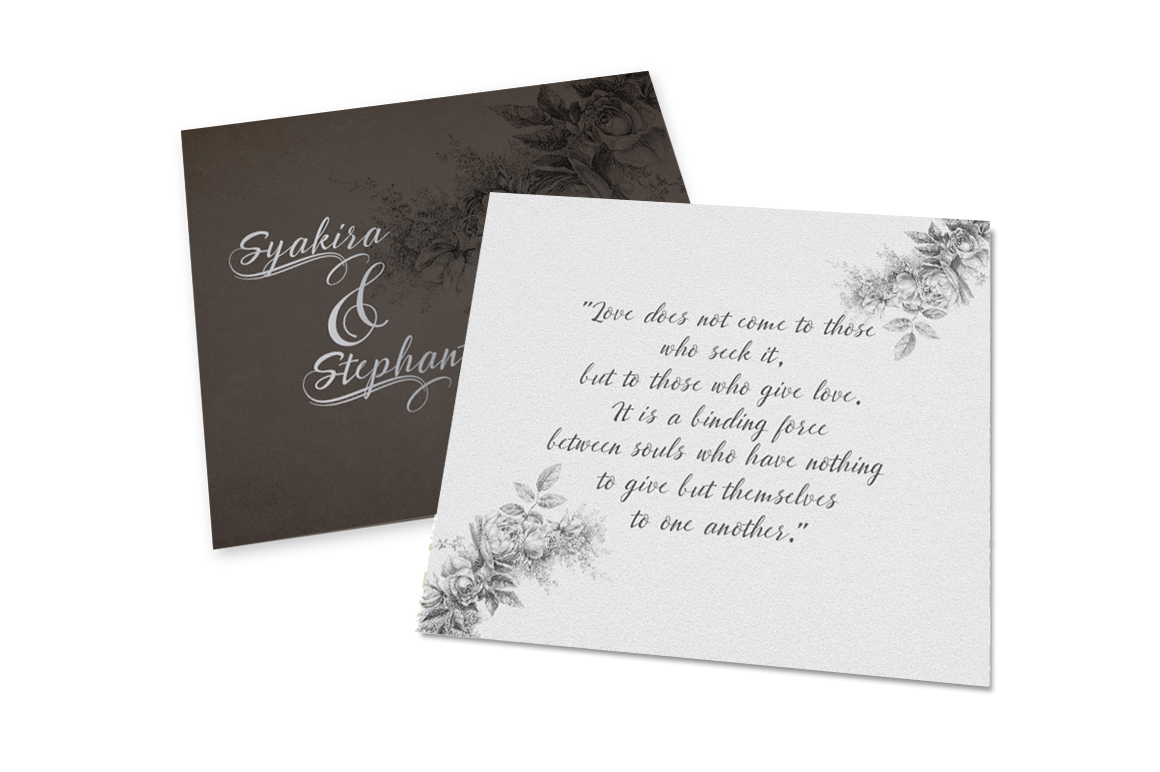 Syakira
&
"Love does not come to those
who seek it,
but to those who give love.
It is a binding force
between souls who have nothing
to give but themselves
to one another."